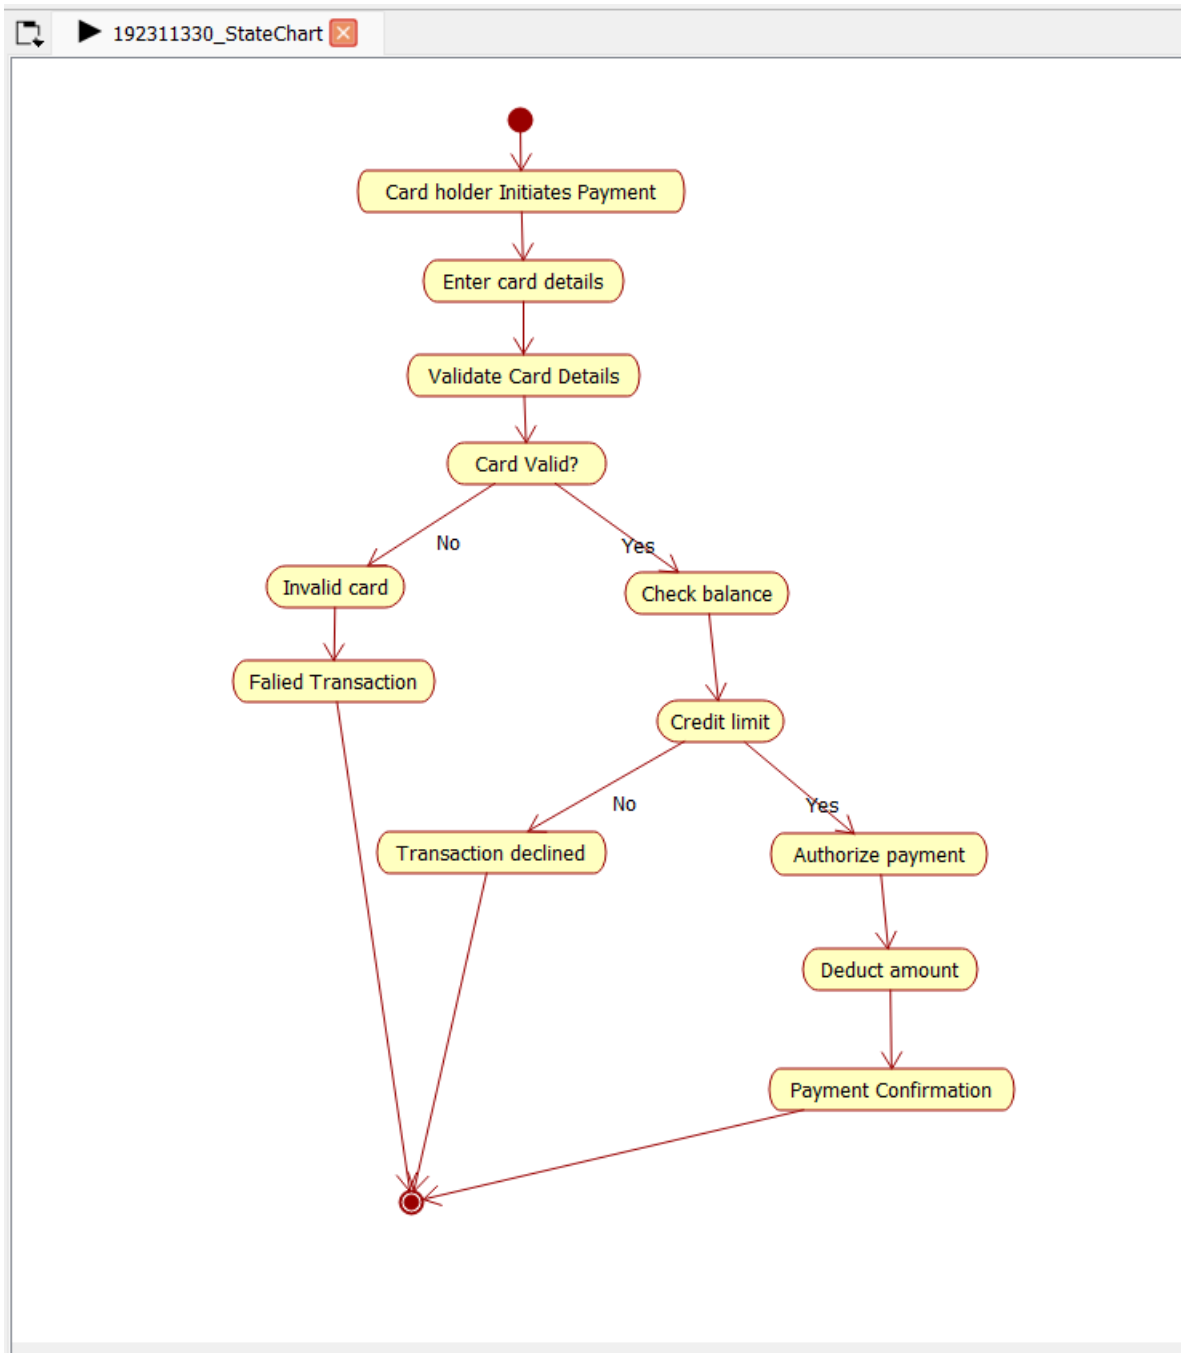 192311330_StateChart
Card holder Initiates Payment
Enter card details
Validate Card Details
Card Valid?
No
Yes
Invalid card
Check balance
Falied Transaction
Credit limit
No
Yes
Transaction declined
Authorize payment
Deduct amount
Payment Confirmation